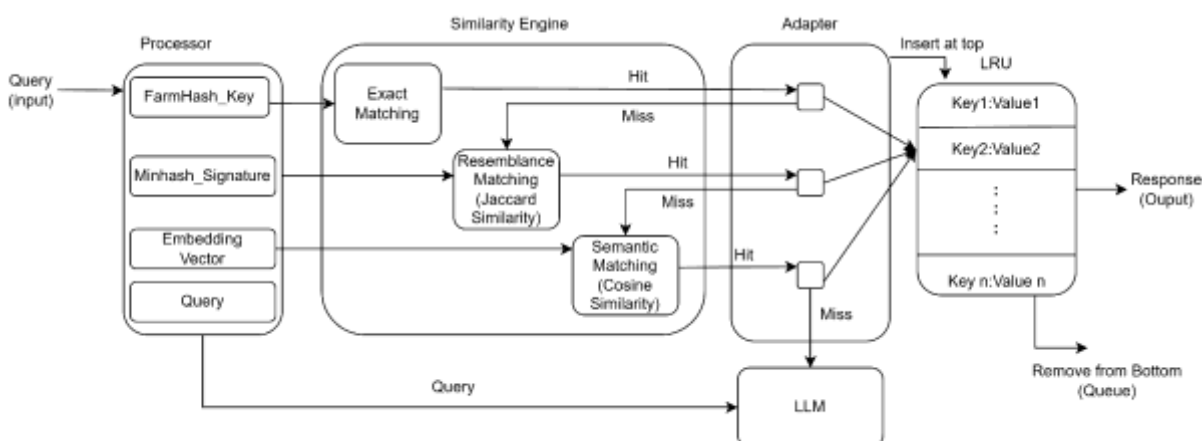 Similarity Engine
Adapter
Processor
Insert at top
LRU
Query
(input)
FarmHash_Key
Exact
Matching
Hit
Miss
Key1:Value1
Key2:Value2
Minhash_Signature
Resemblance
Matching
(Jaccard
Similarity)
Hit
Miss
Response
(Ouput)
Embedding
Vector
Semantic
Matching
(Cosine
Similarity)
Hit
Miss
Key n:Value n
Query
Remove from Bottom
(Queue)
Query
LLM